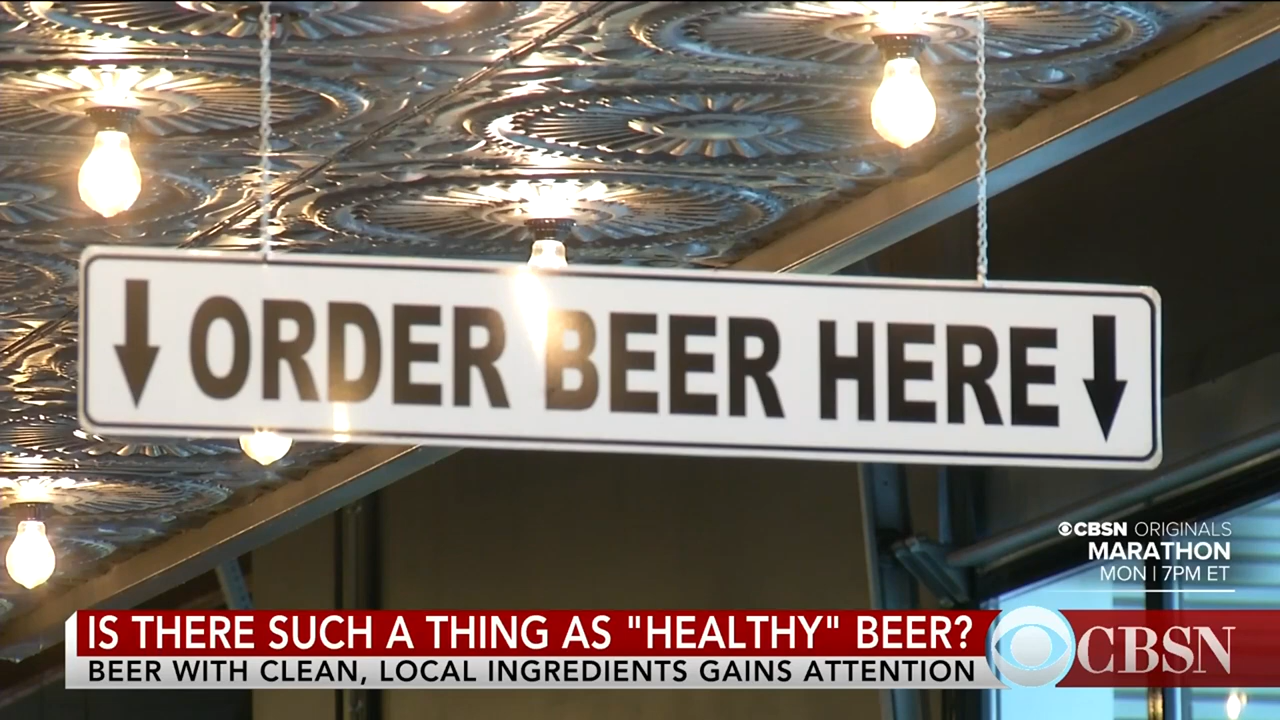 ORDER BEER HERE
CBSN ORIGINALS
MARATHON
MON | 7PM ET
IS THERE SUCH A THING AS "HEALTHY" BEER?
BEER WITH CLEAN, LOCAL INGREDIENTS GAINS ATTENTION
CBSN